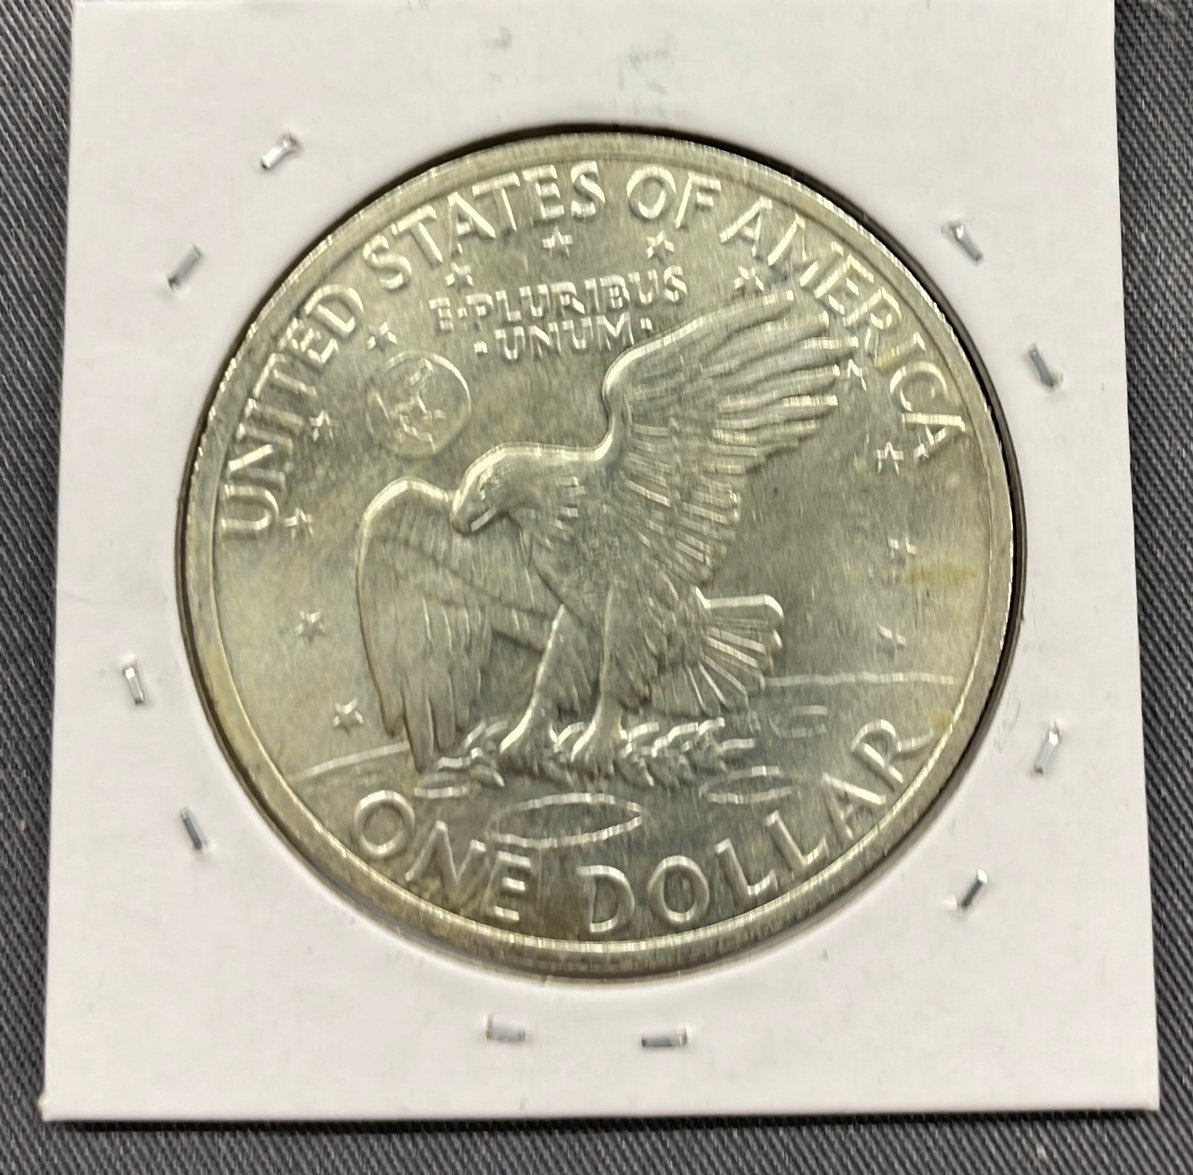 UNITED STATES OF AMERICA
E·PLURIBUS
·UNUM·
ONE DOLLAR